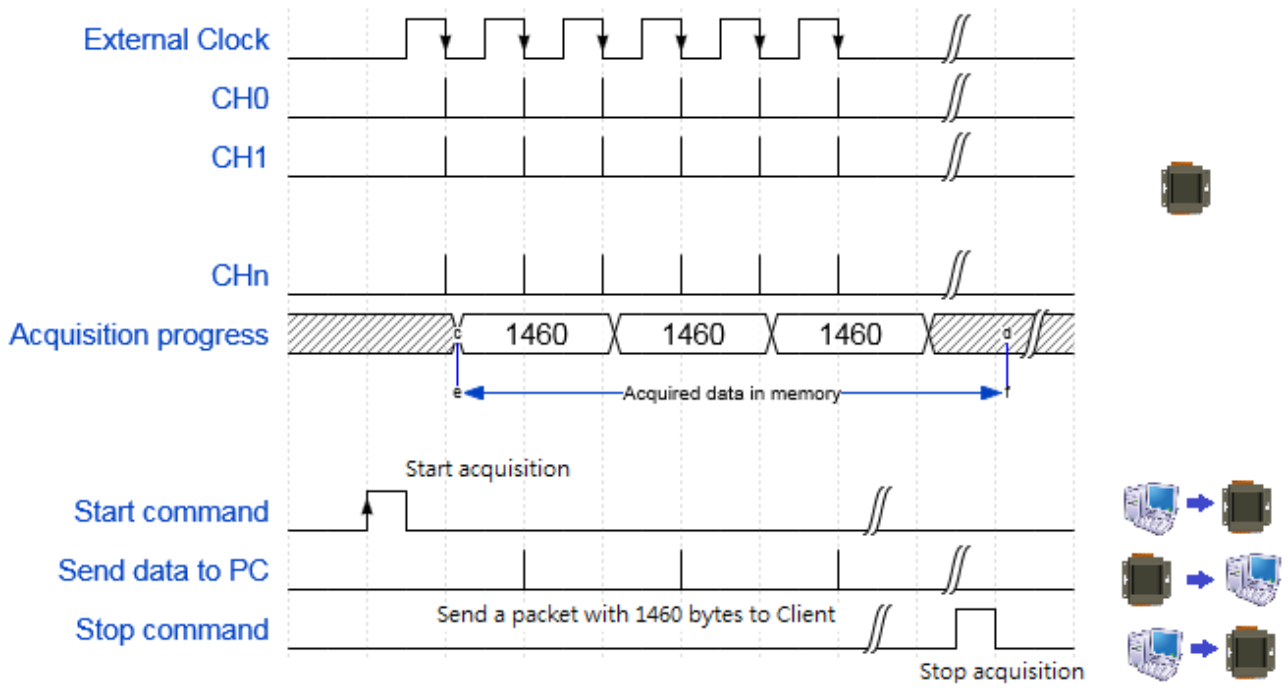 External Clock
CH0
CH1
CHn
Acquisition progress c 1460 1460 1460 d
e Acquired data in memory f
Start acquisition
Start command
Send data to PC
Send a packet with 1460 bytes to Client
Stop command
Stop acquisition